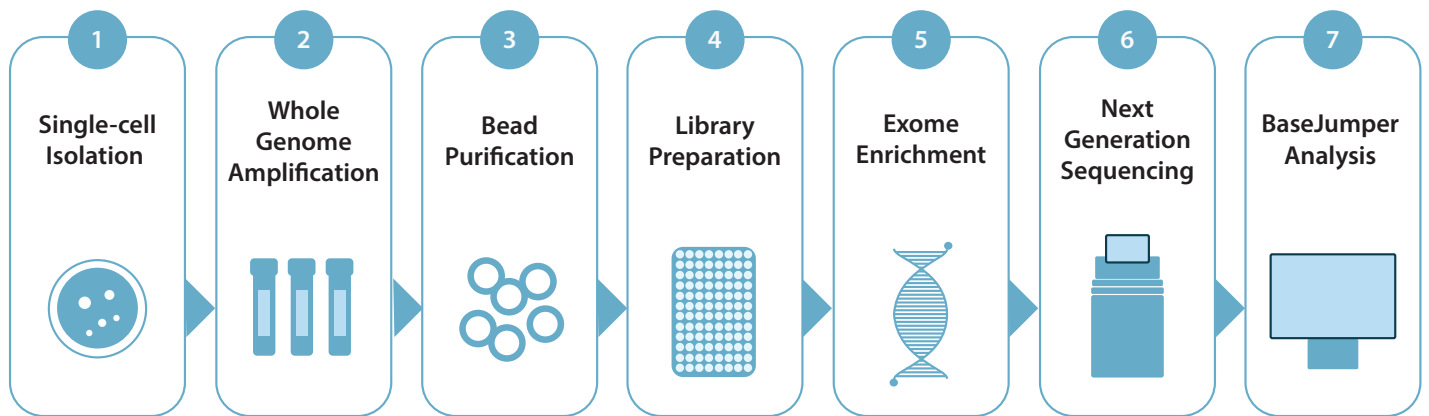 1
Single-cell
Isolation
2
Whole
Genome
Amplification
3
Bead
Purification
4
Library
Preparation
5
Exome
Enrichment
6
Next
Generation
Sequencing
7
BaseJumper
Analysis